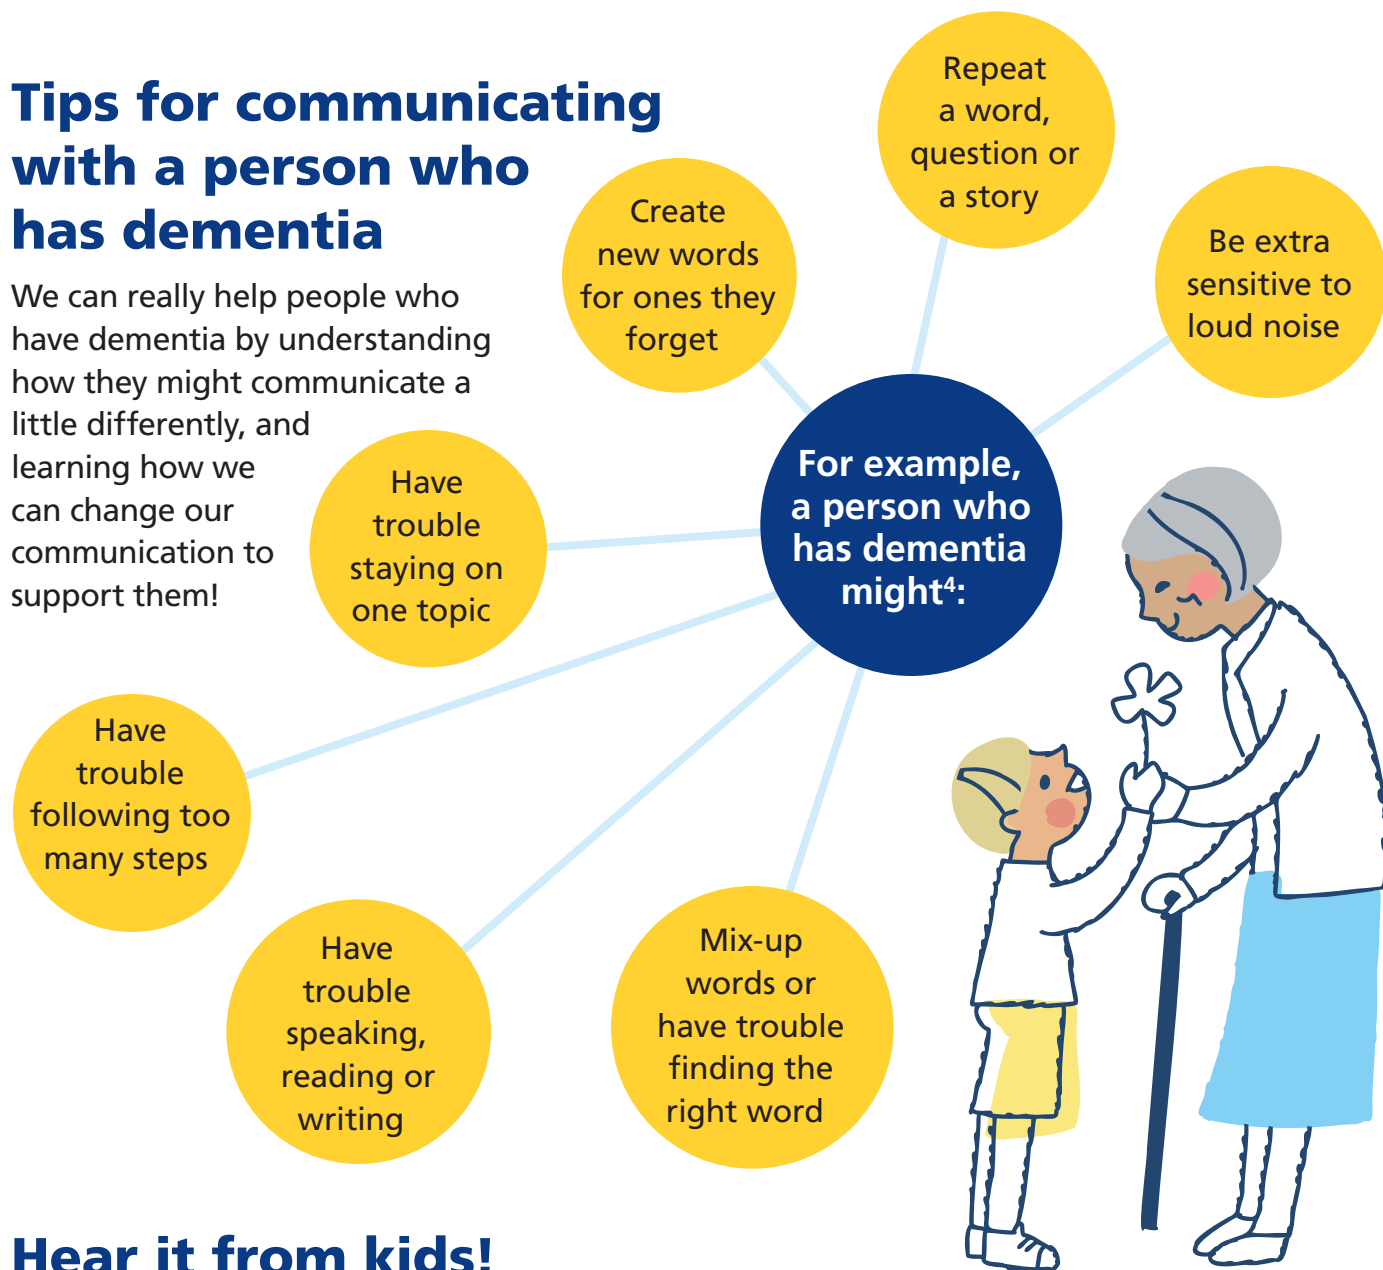 Tips for communicating
with a person who
has dementia
We can really help people who
have dementia by understanding
how they might communicate a
little differently, and
learning how we
can change our
communication to
support them!
For example,
a person who
has dementia
might⁴:
Repeat
a word,
question or
a story
Be extra
sensitive to
loud noise
Create
new words
for ones they
forget
Have
trouble
staying on
one topic
Have
trouble
following too
many steps
Have
trouble
speaking,
reading or
writing
Mix-up
words or
have trouble
finding the
right word
Hear it from kids!